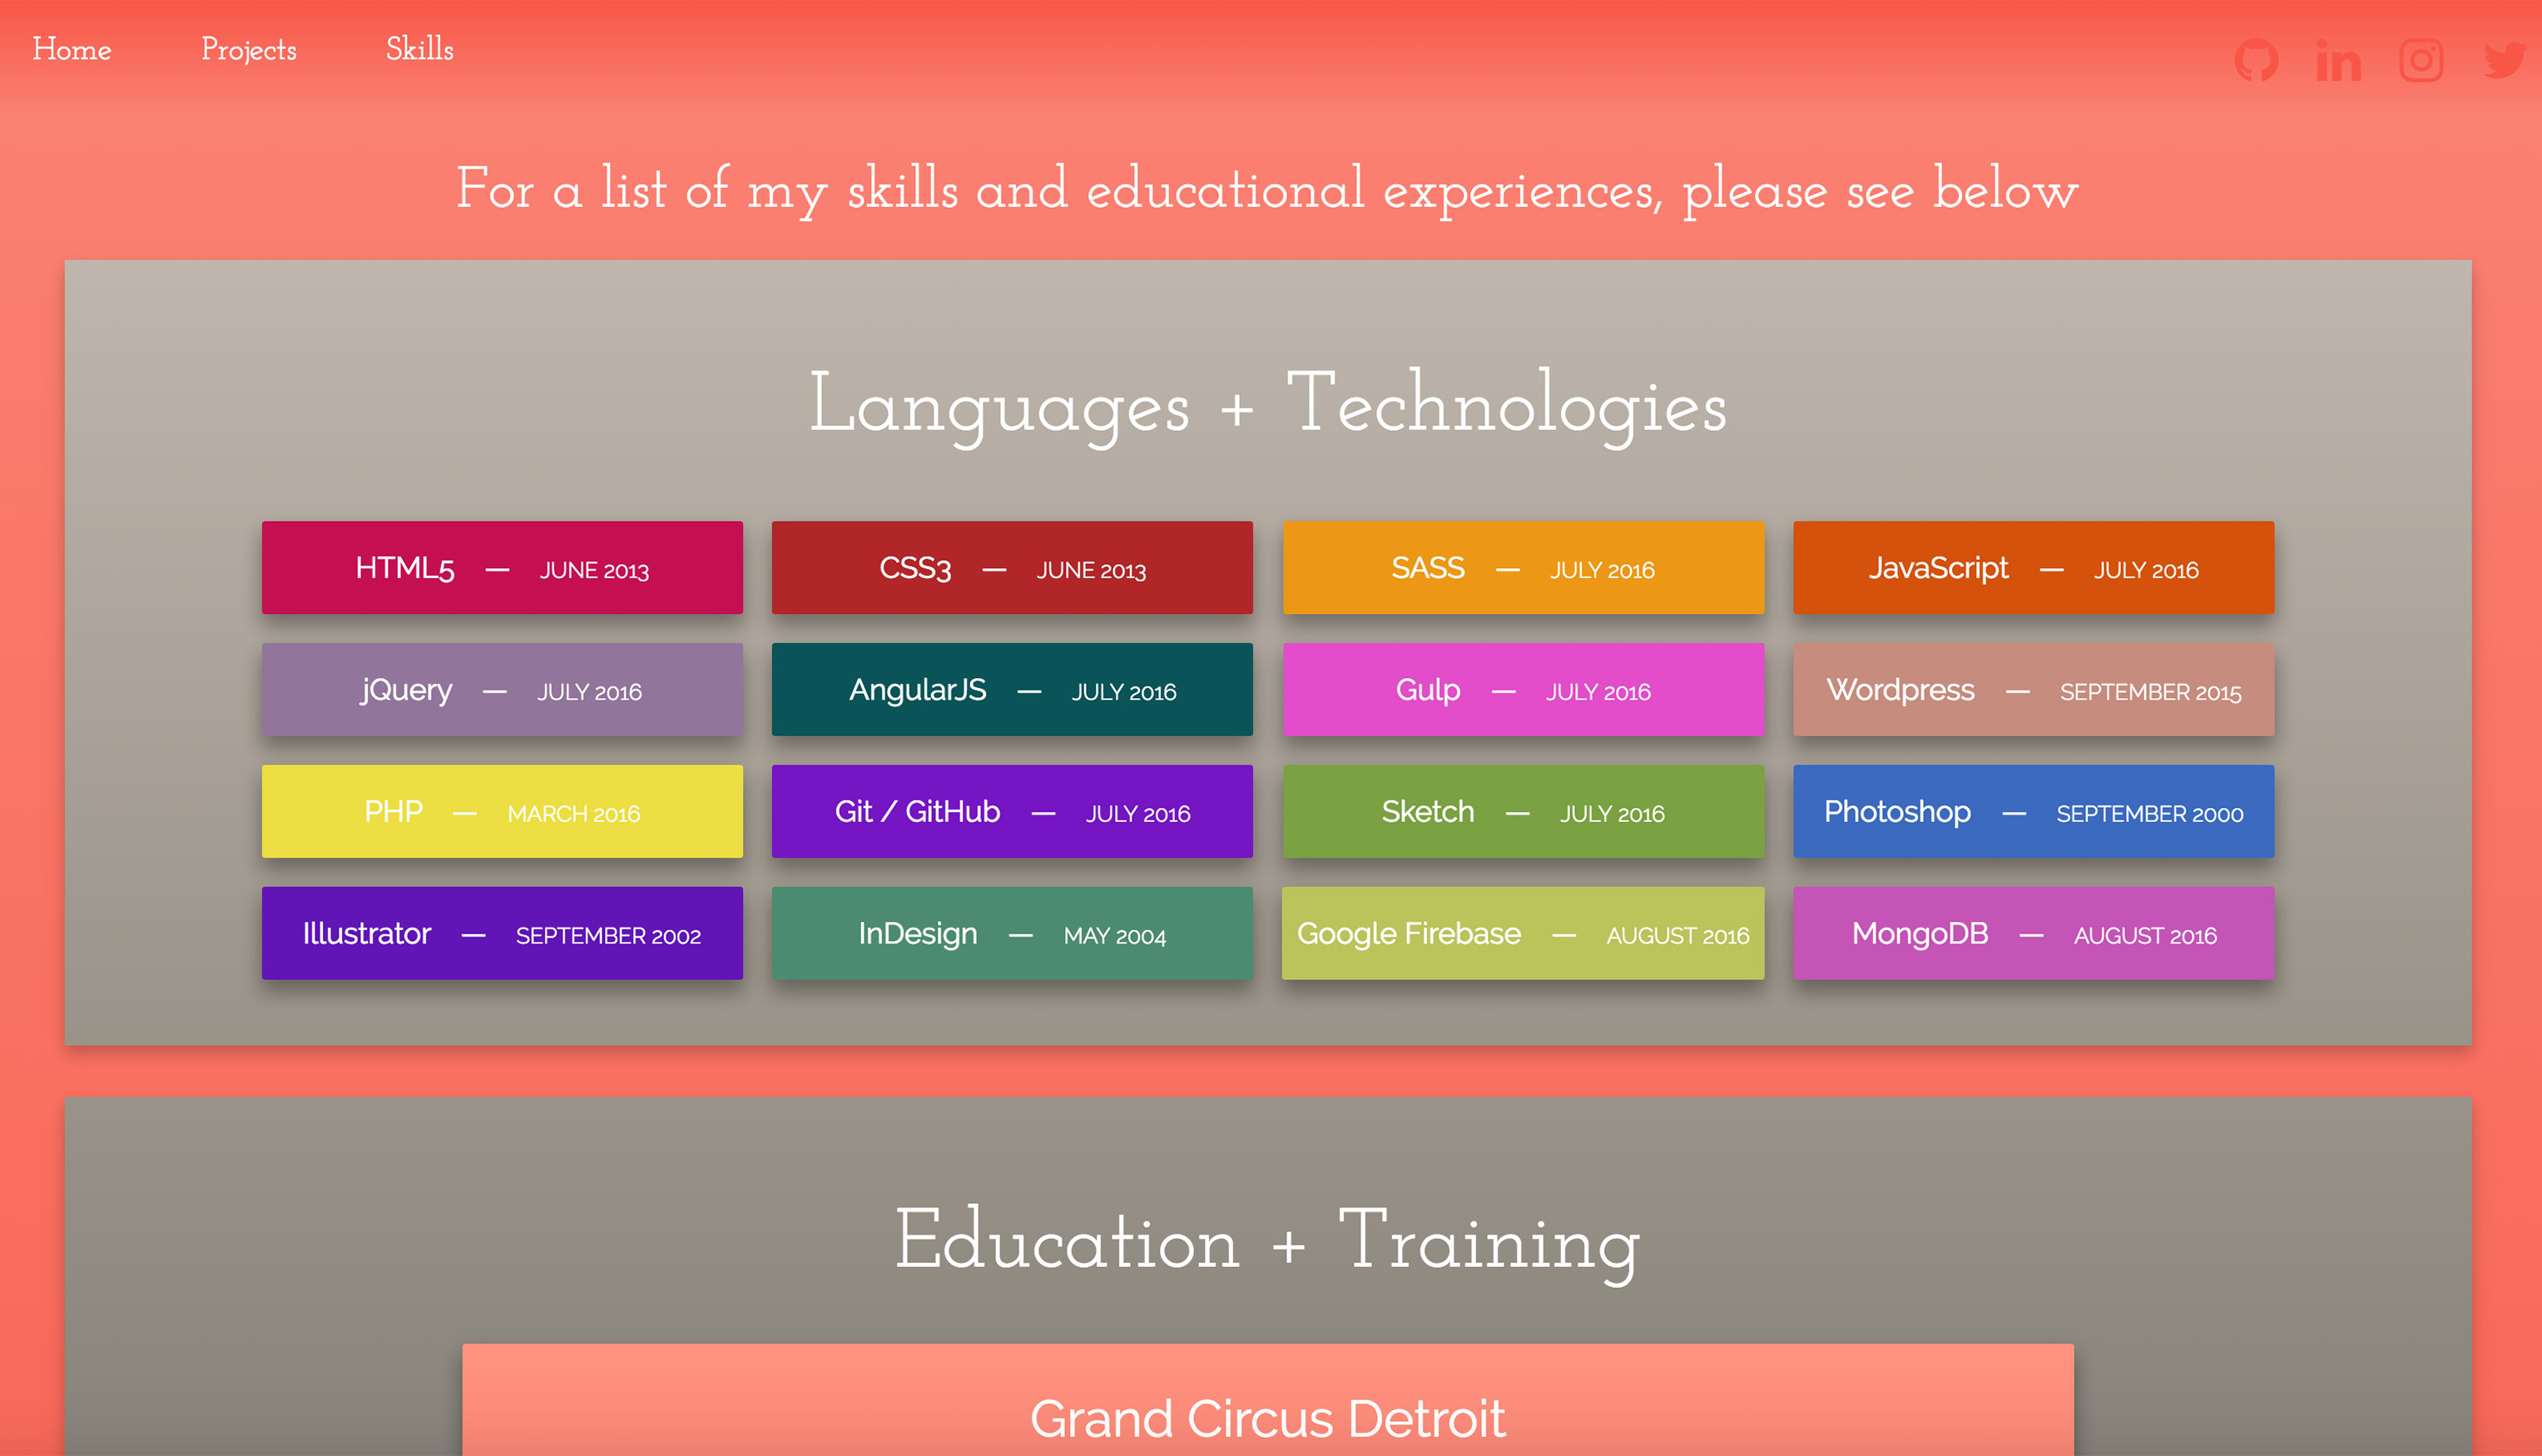 Home Projects Skills
For a list of my skills and educational experiences, please see below
Languages + Technologies
HTML5 — JUNE 2013 CSS3 — JUNE 2013 SASS — JULY 2016 JavaScript — JULY 2016
jQuery — JULY 2016 AngularJS — JULY 2016 Gulp — JULY 2016 Wordpress — SEPTEMBER 2015
PHP — MARCH 2016 Git / GitHub — JULY 2016 Sketch — JULY 2016 Photoshop — SEPTEMBER 2000
Illustrator — SEPTEMBER 2002 InDesign — MAY 2004 Google Firebase — AUGUST 2016 MongoDB — AUGUST 2016
Education + Training
Grand Circus Detroit